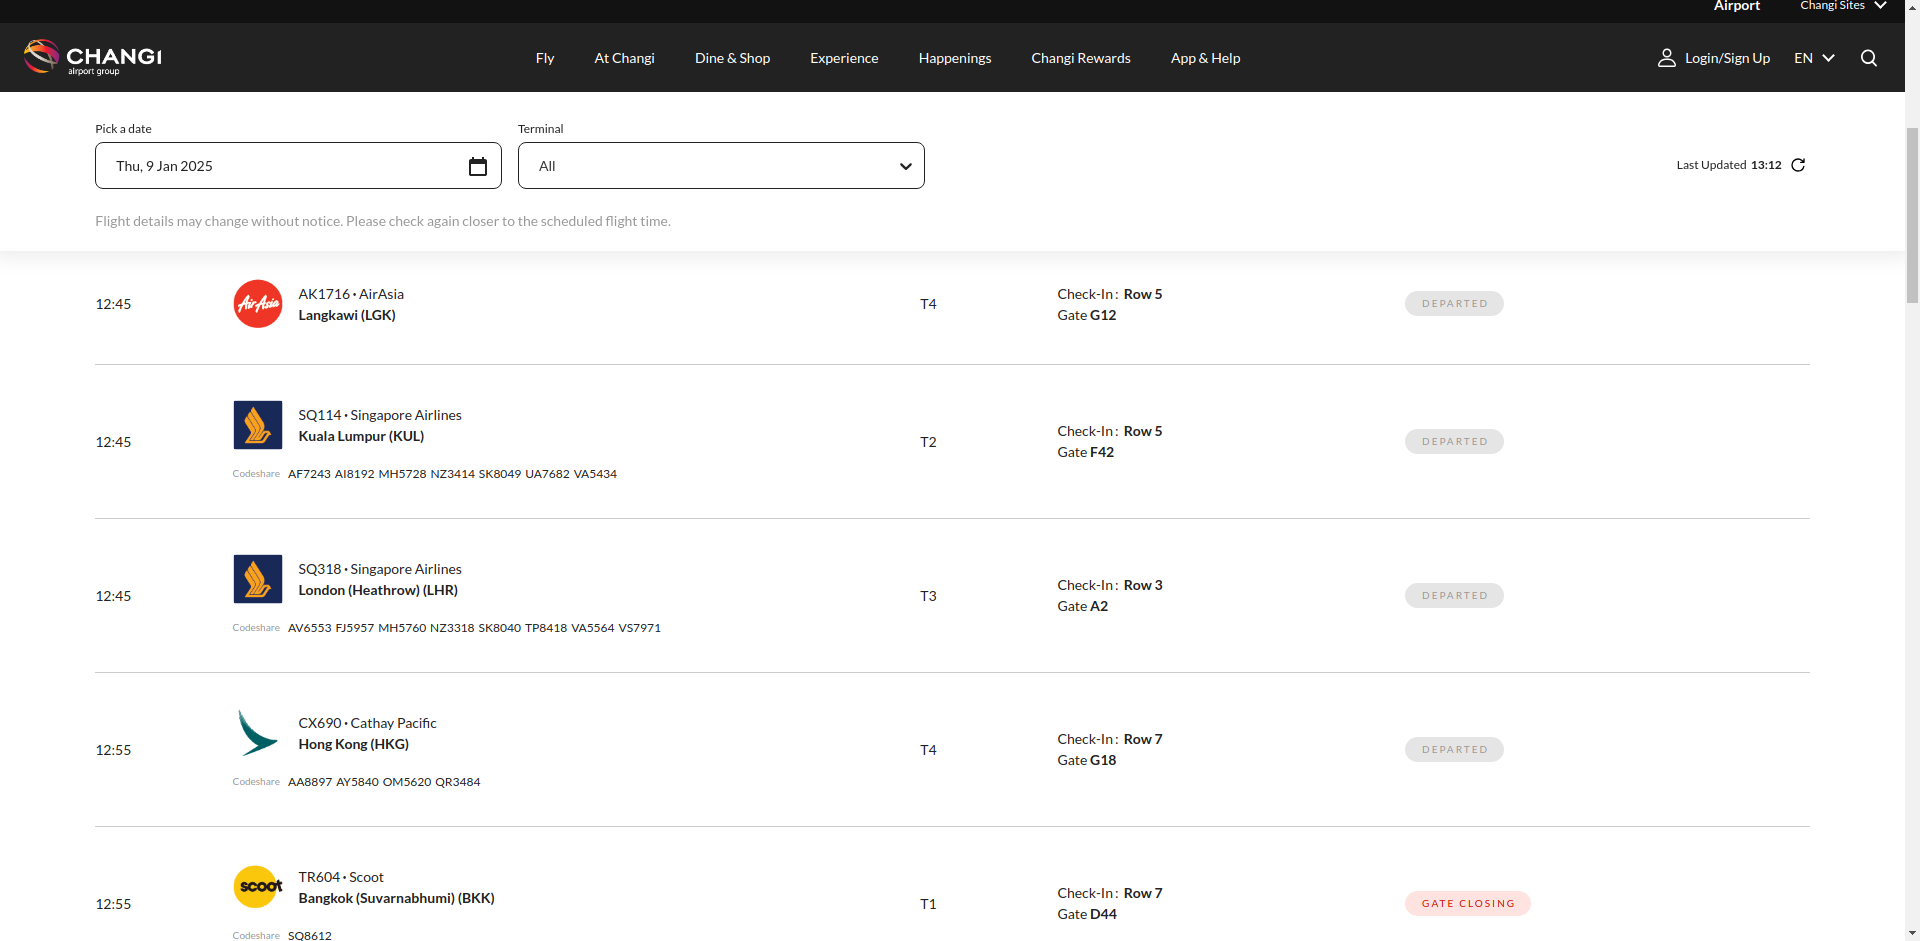 Airport
Changi Sites
CHANGI
airport group
Fly
At Changi
Dine & Shop
Experience
Happenings
Changi Rewards
App & Help
Login/Sign Up
EN
Pick a date
Thu, 9 Jan 2025
Terminal
All
Last Updated 13:12
Flight details may change without notice. Please check again closer to the scheduled flight time.
12:45
AirAsia
AK1716 · AirAsia
Langkawi (LGK)
T4
Check-In : Row 5
Gate G12
DEPARTED
12:45
SQ114 · Singapore Airlines
Kuala Lumpur (KUL)
Codeshare AF7243 AI8192 MH5728 NZ3414 SK8049 UA7682 VA5434
T2
Check-In : Row 5
Gate F42
DEPARTED
12:45
SQ318 · Singapore Airlines
London (Heathrow) (LHR)
Codeshare AV6553 FJ5957 MH5760 NZ3318 SK8040 TP8418 VA5564 VS7971
T3
Check-In : Row 3
Gate A2
DEPARTED
12:55
CX690 · Cathay Pacific
Hong Kong (HKG)
Codeshare AA8897 AY5840 OM5620 QR3484
T4
Check-In : Row 7
Gate G18
DEPARTED
12:55
scoot
TR604 · Scoot
Bangkok (Suvarnabhumi) (BKK)
Codeshare SQ8612
T1
Check-In : Row 7
Gate D44
GATE CLOSING